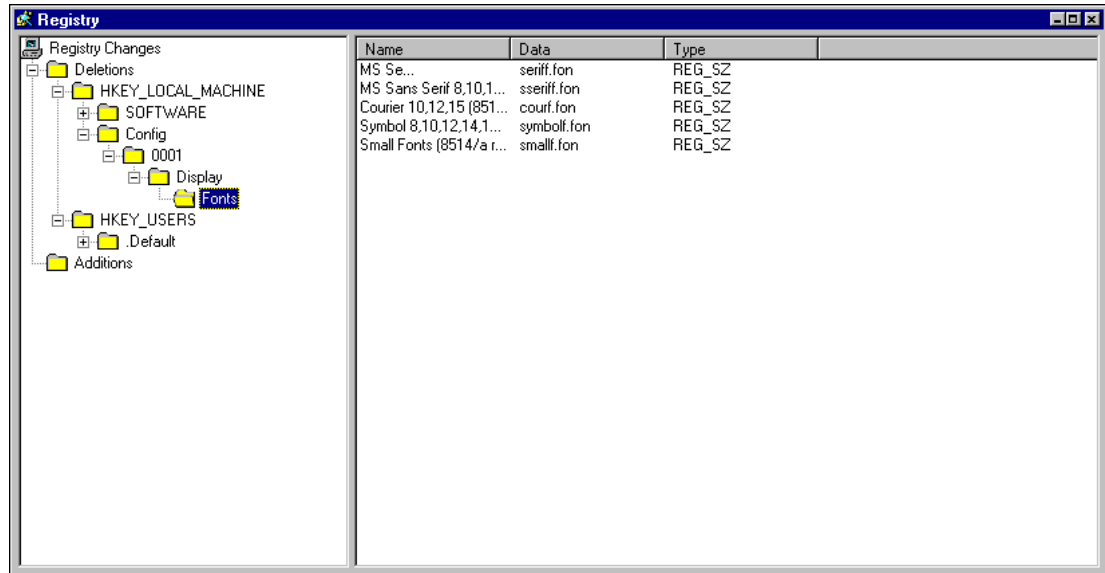 Registry
Registry Changes
Deletions
HKEY_LOCAL_MACHINE
SOFTWARE
Config
0001
Display
Fonts
HKEY_USERS
.Default
Additions
Name Data Type
MS Se... seriff.fon REG_SZ
MS Sans Serif 8,10,1... sseriff.fon REG_SZ
Courier 10,12,15 (851... courf.fon REG_SZ
Symbol 8,10,12,14,1... symbolf.fon REG_SZ
Small Fonts (8514/a r... smallf.fon REG_SZ